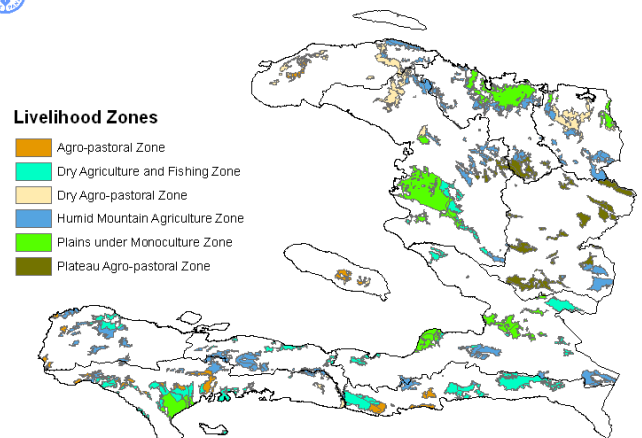 Livelihood Zones
Agro-pastoral Zone
Dry Agriculture and Fishing Zone
Dry Agro-pastoral Zone
Humid Mountain Agriculture Zone
Plains under Monoculture Zone
Plateau Agro-pastoral Zone